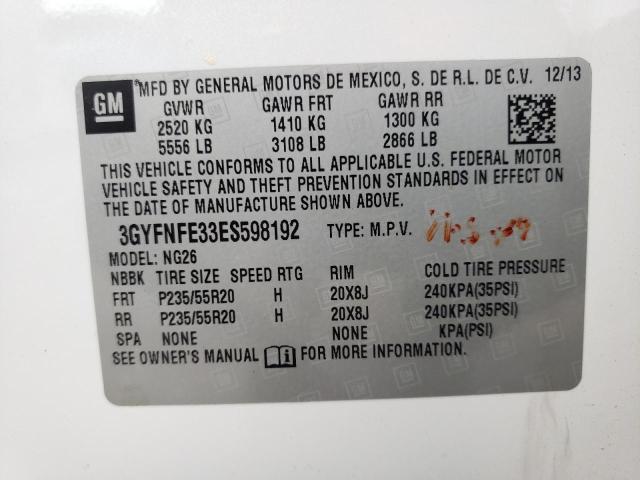 GM
MFD BY GENERAL MOTORS DE MEXICO, S. DE R.L. DE C.V. 12/13
GVWR GAWR FRT GAWR RR
2520 KG 1410 KG 1300 KG
5556 LB 3108 LB 2866 LB
THIS VEHICLE CONFORMS TO ALL APPLICABLE U.S. FEDERAL MOTOR
VEHICLE SAFETY AND THEFT PREVENTION STANDARDS IN EFFECT ON
THE DATE OF MANUFACTURE SHOWN ABOVE.
3GYFNFE33ES598192 TYPE: M.P.V.
MODEL: NG26
NBBK TIRE SIZE SPEED RTG RIM COLD TIRE PRESSURE
FRT P235/55R20 H 20X8J 240KPA(35PSI)
RR P235/55R20 H 20X8J 240KPA(35PSI)
SPA NONE NONE KPA(PSI)
SEE OWNER'S MANUAL FOR MORE INFORMATION.